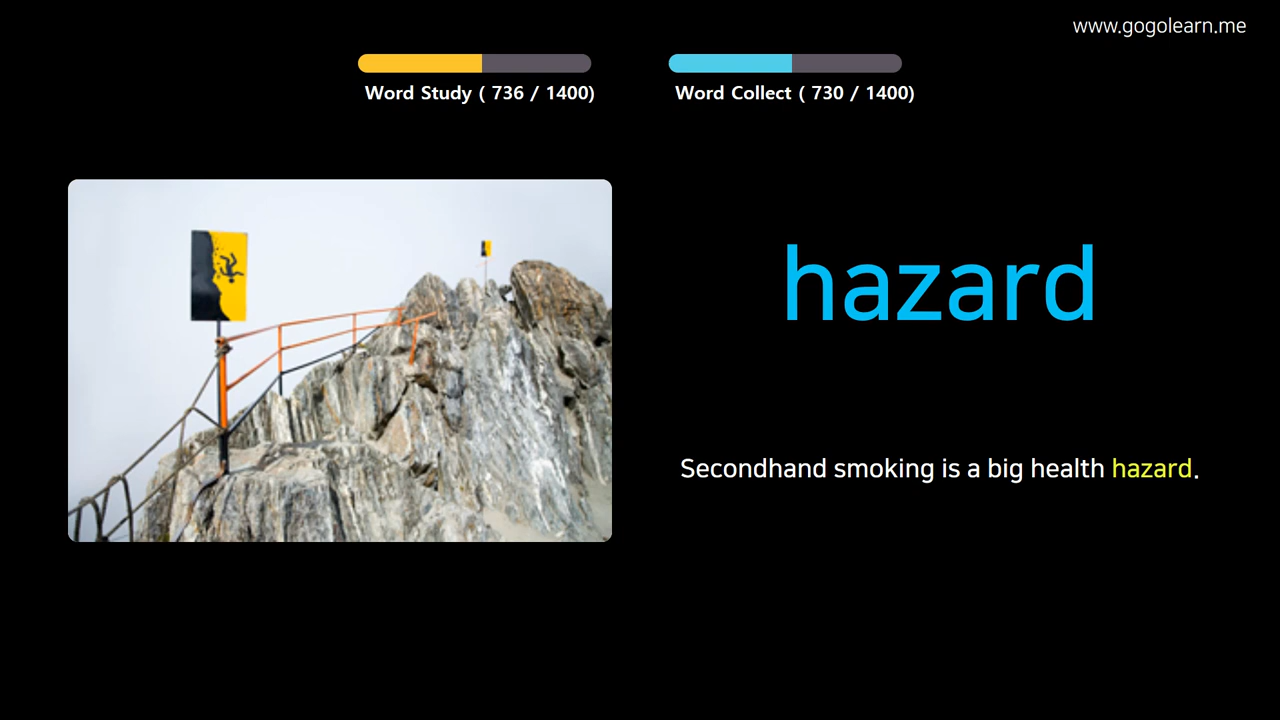 www.gogolearn.me
Word Study ( 736 / 1400)
Word Collect ( 730 / 1400)
hazard
Secondhand smoking is a big health hazard.